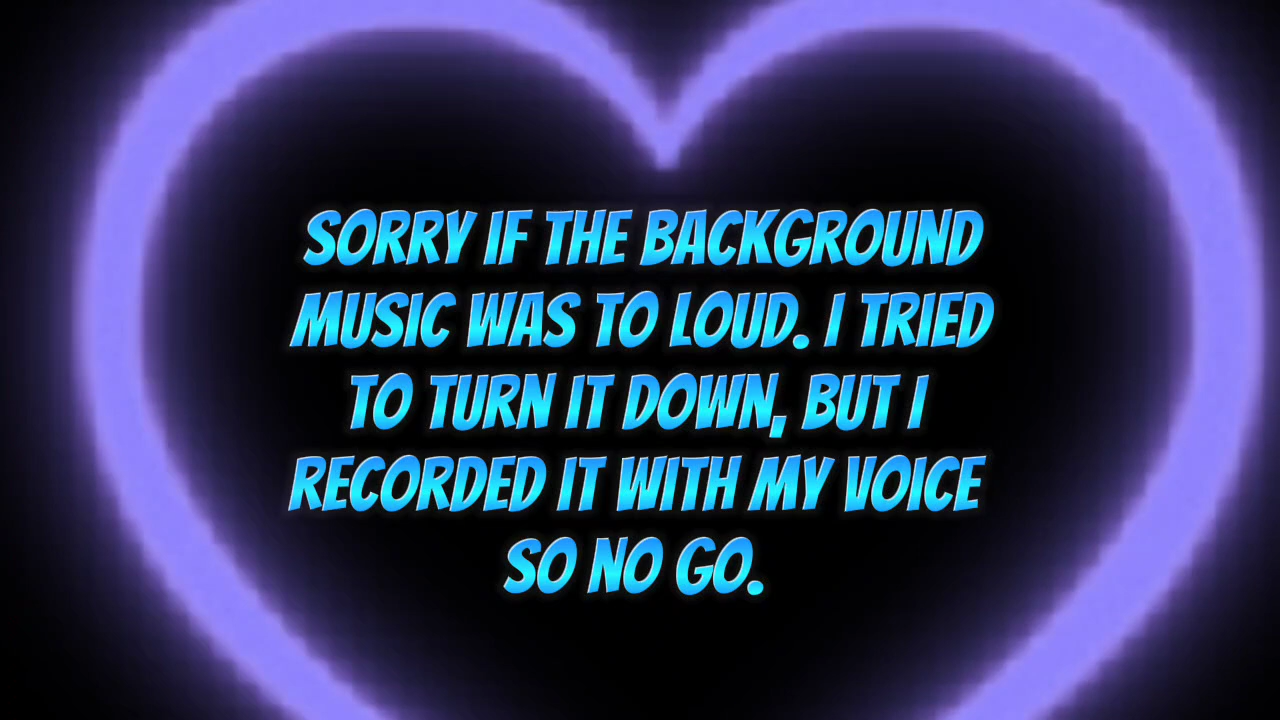 SORRY IF THE BACKGROUND
MUSIC WAS TO LOUD. I TRIED
TO TURN IT DOWN, BUT I
RECORDED IT WITH MY VOICE
SO NO GO.